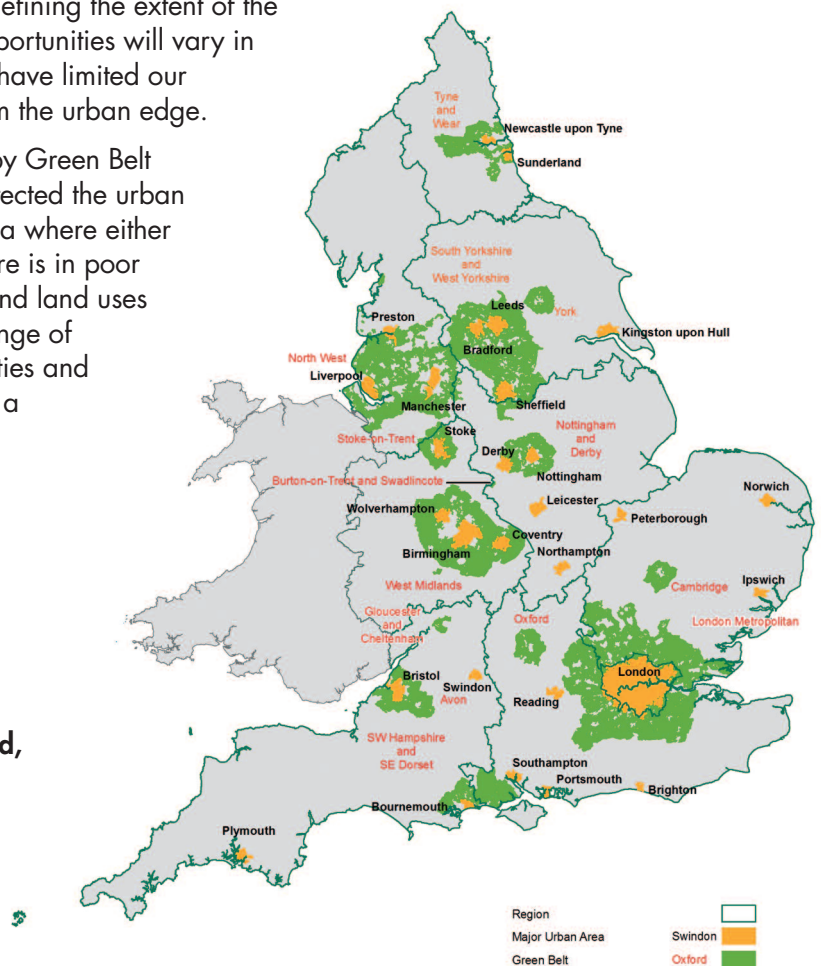 efining the extent of the
portunities will vary in
have limited our
m the urban edge.
by Green Belt
ected the urban
a where either
re is in poor
nd land uses
nge of
ties and
a
d,
Tyne
and
Wear
Newcastle upon Tyne
Sunderland
South Yorkshire
and
West Yorkshire
Leeds
York
Preston
Kingston upon Hull
Bradford
North West
Liverpool
Manchester
Sheffield
Stoke-on-Trent
Stoke
Nottingham
and
Derby
Derby
Nottingham
Burton-on-Trent and Swadlincote
Leicester
Norwich
Wolverhampton
Peterborough
Coventry
Birmingham
Northampton
West Midlands
Cambridge
Ipswich
Gloucester
and
Cheltenham
Oxford
London Metropolitan
Bristol
London
Swindon
Avon
Reading
SW Hampshire
and
SE Dorset
Southampton
Portsmouth
Brighton
Bournemouth
Plymouth
Region
Major Urban Area Swindon
Green Belt Oxford